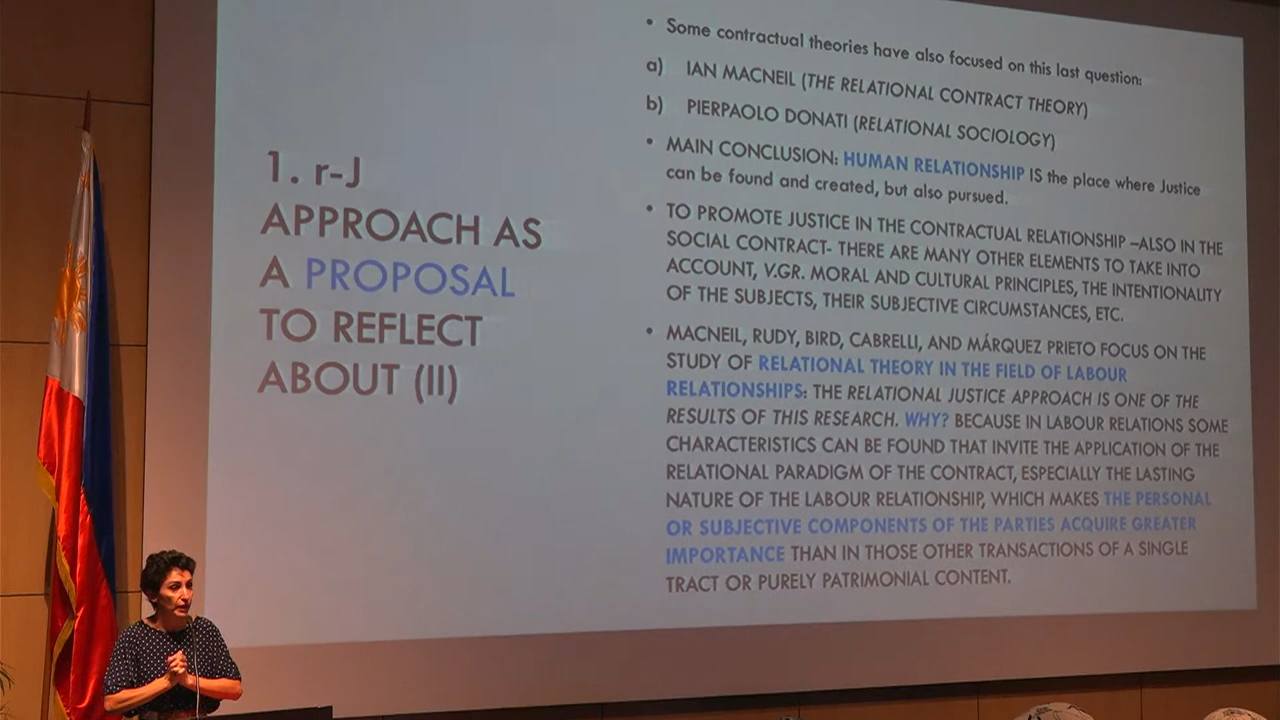 1. r-J
APPROACH AS
A PROPOSAL
TO REFLECT
ABOUT (II)
• Some contractual theories have also focused on this last question:
a) IAN MACNEIL (THE RELATIONAL CONTRACT THEORY)
b) PIERPAOLO DONATI (RELATIONAL SOCIOLOGY)
• MAIN CONCLUSION: HUMAN RELATIONSHIP IS the place where Justice
can be found and created, but also pursued.
• TO PROMOTE JUSTICE IN THE CONTRACTUAL RELATIONSHIP –ALSO IN THE
SOCIAL CONTRACT- THERE ARE MANY OTHER ELEMENTS TO TAKE INTO
ACCOUNT, V.GR. MORAL AND CULTURAL PRINCIPLES, THE INTENTIONALITY
OF THE SUBJECTS, THEIR SUBJECTIVE CIRCUMSTANCES, ETC.
• MACNEIL, RUDY, BIRD, CABRELLI, AND MÁRQUEZ PRIETO FOCUS ON THE
STUDY OF RELATIONAL THEORY IN THE FIELD OF LABOUR
RELATIONSHIPS: THE RELATIONAL JUSTICE APPROACH IS ONE OF THE
RESULTS OF THIS RESEARCH. WHY? BECAUSE IN LABOUR RELATIONS SOME
CHARACTERISTICS CAN BE FOUND THAT INVITE THE APPLICATION OF THE
RELATIONAL PARADIGM OF THE CONTRACT, ESPECIALLY THE LASTING
NATURE OF THE LABOUR RELATIONSHIP, WHICH MAKES THE PERSONAL
OR SUBJECTIVE COMPONENTS OF THE PARTIES ACQUIRE GREATER
IMPORTANCE THAN IN THOSE OTHER TRANSACTIONS OF A SINGLE
TRACT OR PURELY PATRIMONIAL CONTENT.